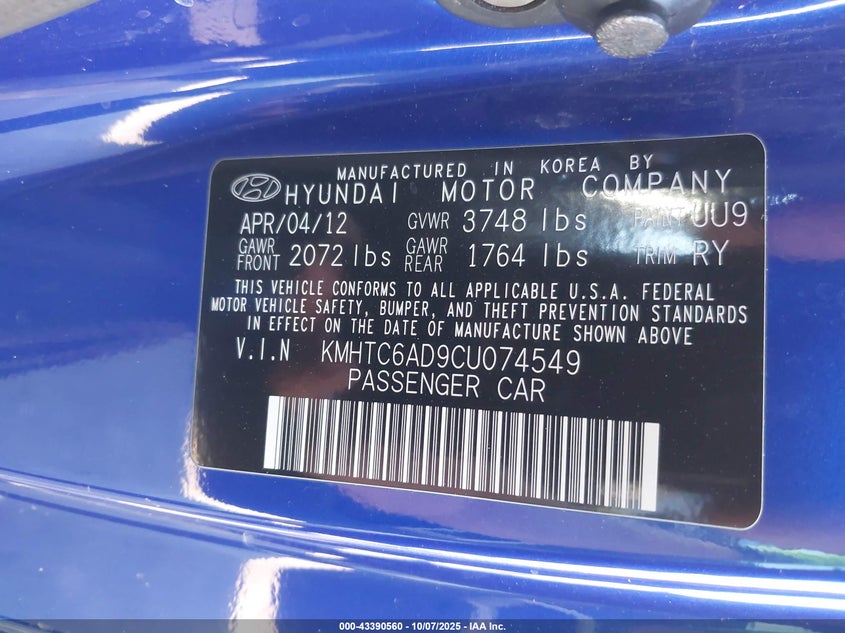 MANUFACTURED IN KOREA BY
HYUNDAI MOTOR COMPANY
APR/04/12 GVWR 3748 lbs PAINT UU9
GAWR FRONT 2072 lbs GAWR REAR 1764 lbs TRIM RY
THIS VEHICLE CONFORMS TO ALL APPLICABLE U.S.A. FEDERAL
MOTOR VEHICLE SAFETY, BUMPER, AND THEFT PREVENTION STANDARDS
IN EFFECT ON THE DATE OF MANUFACTURE SHOWN ABOVE
V.I.N KMHTC6AD9CU074549
PASSENGER CAR
000-43390560 - 10/07/2025 - IAA Inc.